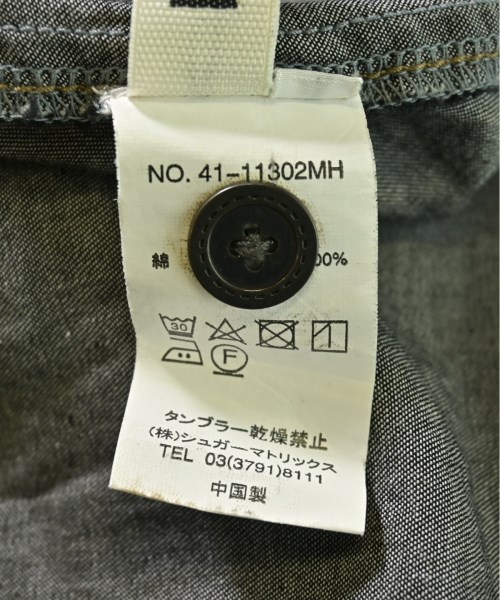 NO. 41-11302MH
綿 00%
30
F
タンブラー乾燥禁止
(株)シュガーマトリックス
TEL 03(3791)8111
中国製